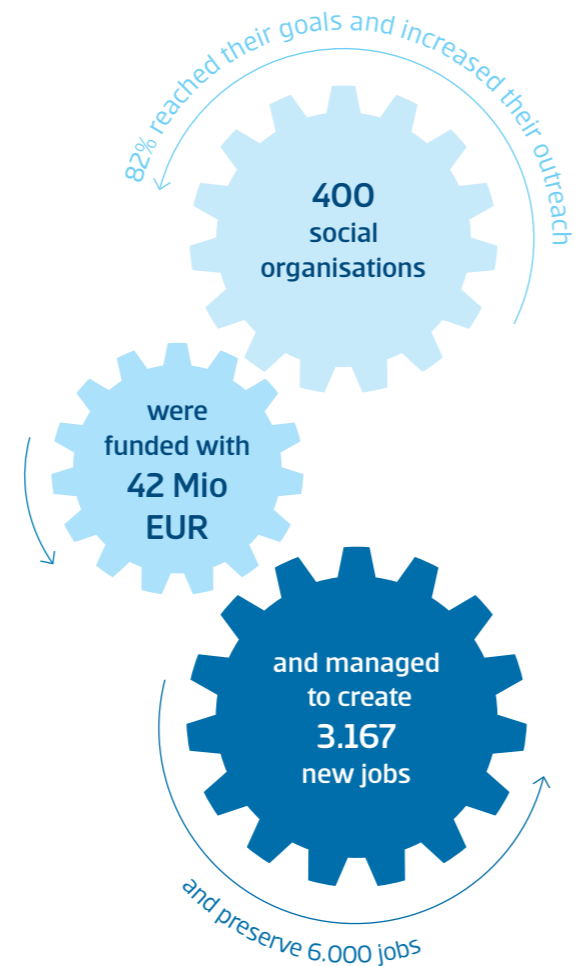 82% reached their goals and increased their outreach
400
social
organisations
were
funded with
42 Mio
EUR
and managed
to create
3.167
new jobs
and preserve 6.000 jobs